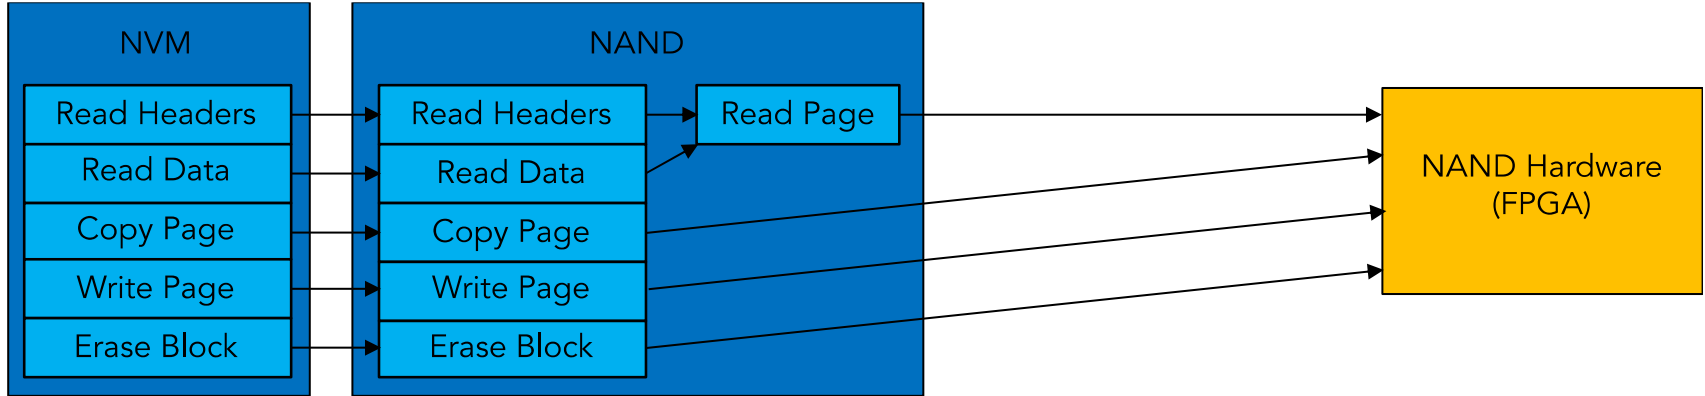 NVM
Read Headers
Read Data
Copy Page
Write Page
Erase Block
NAND
Read Headers
Read Data
Copy Page
Write Page
Erase Block
Read Page
NAND Hardware
(FPGA)